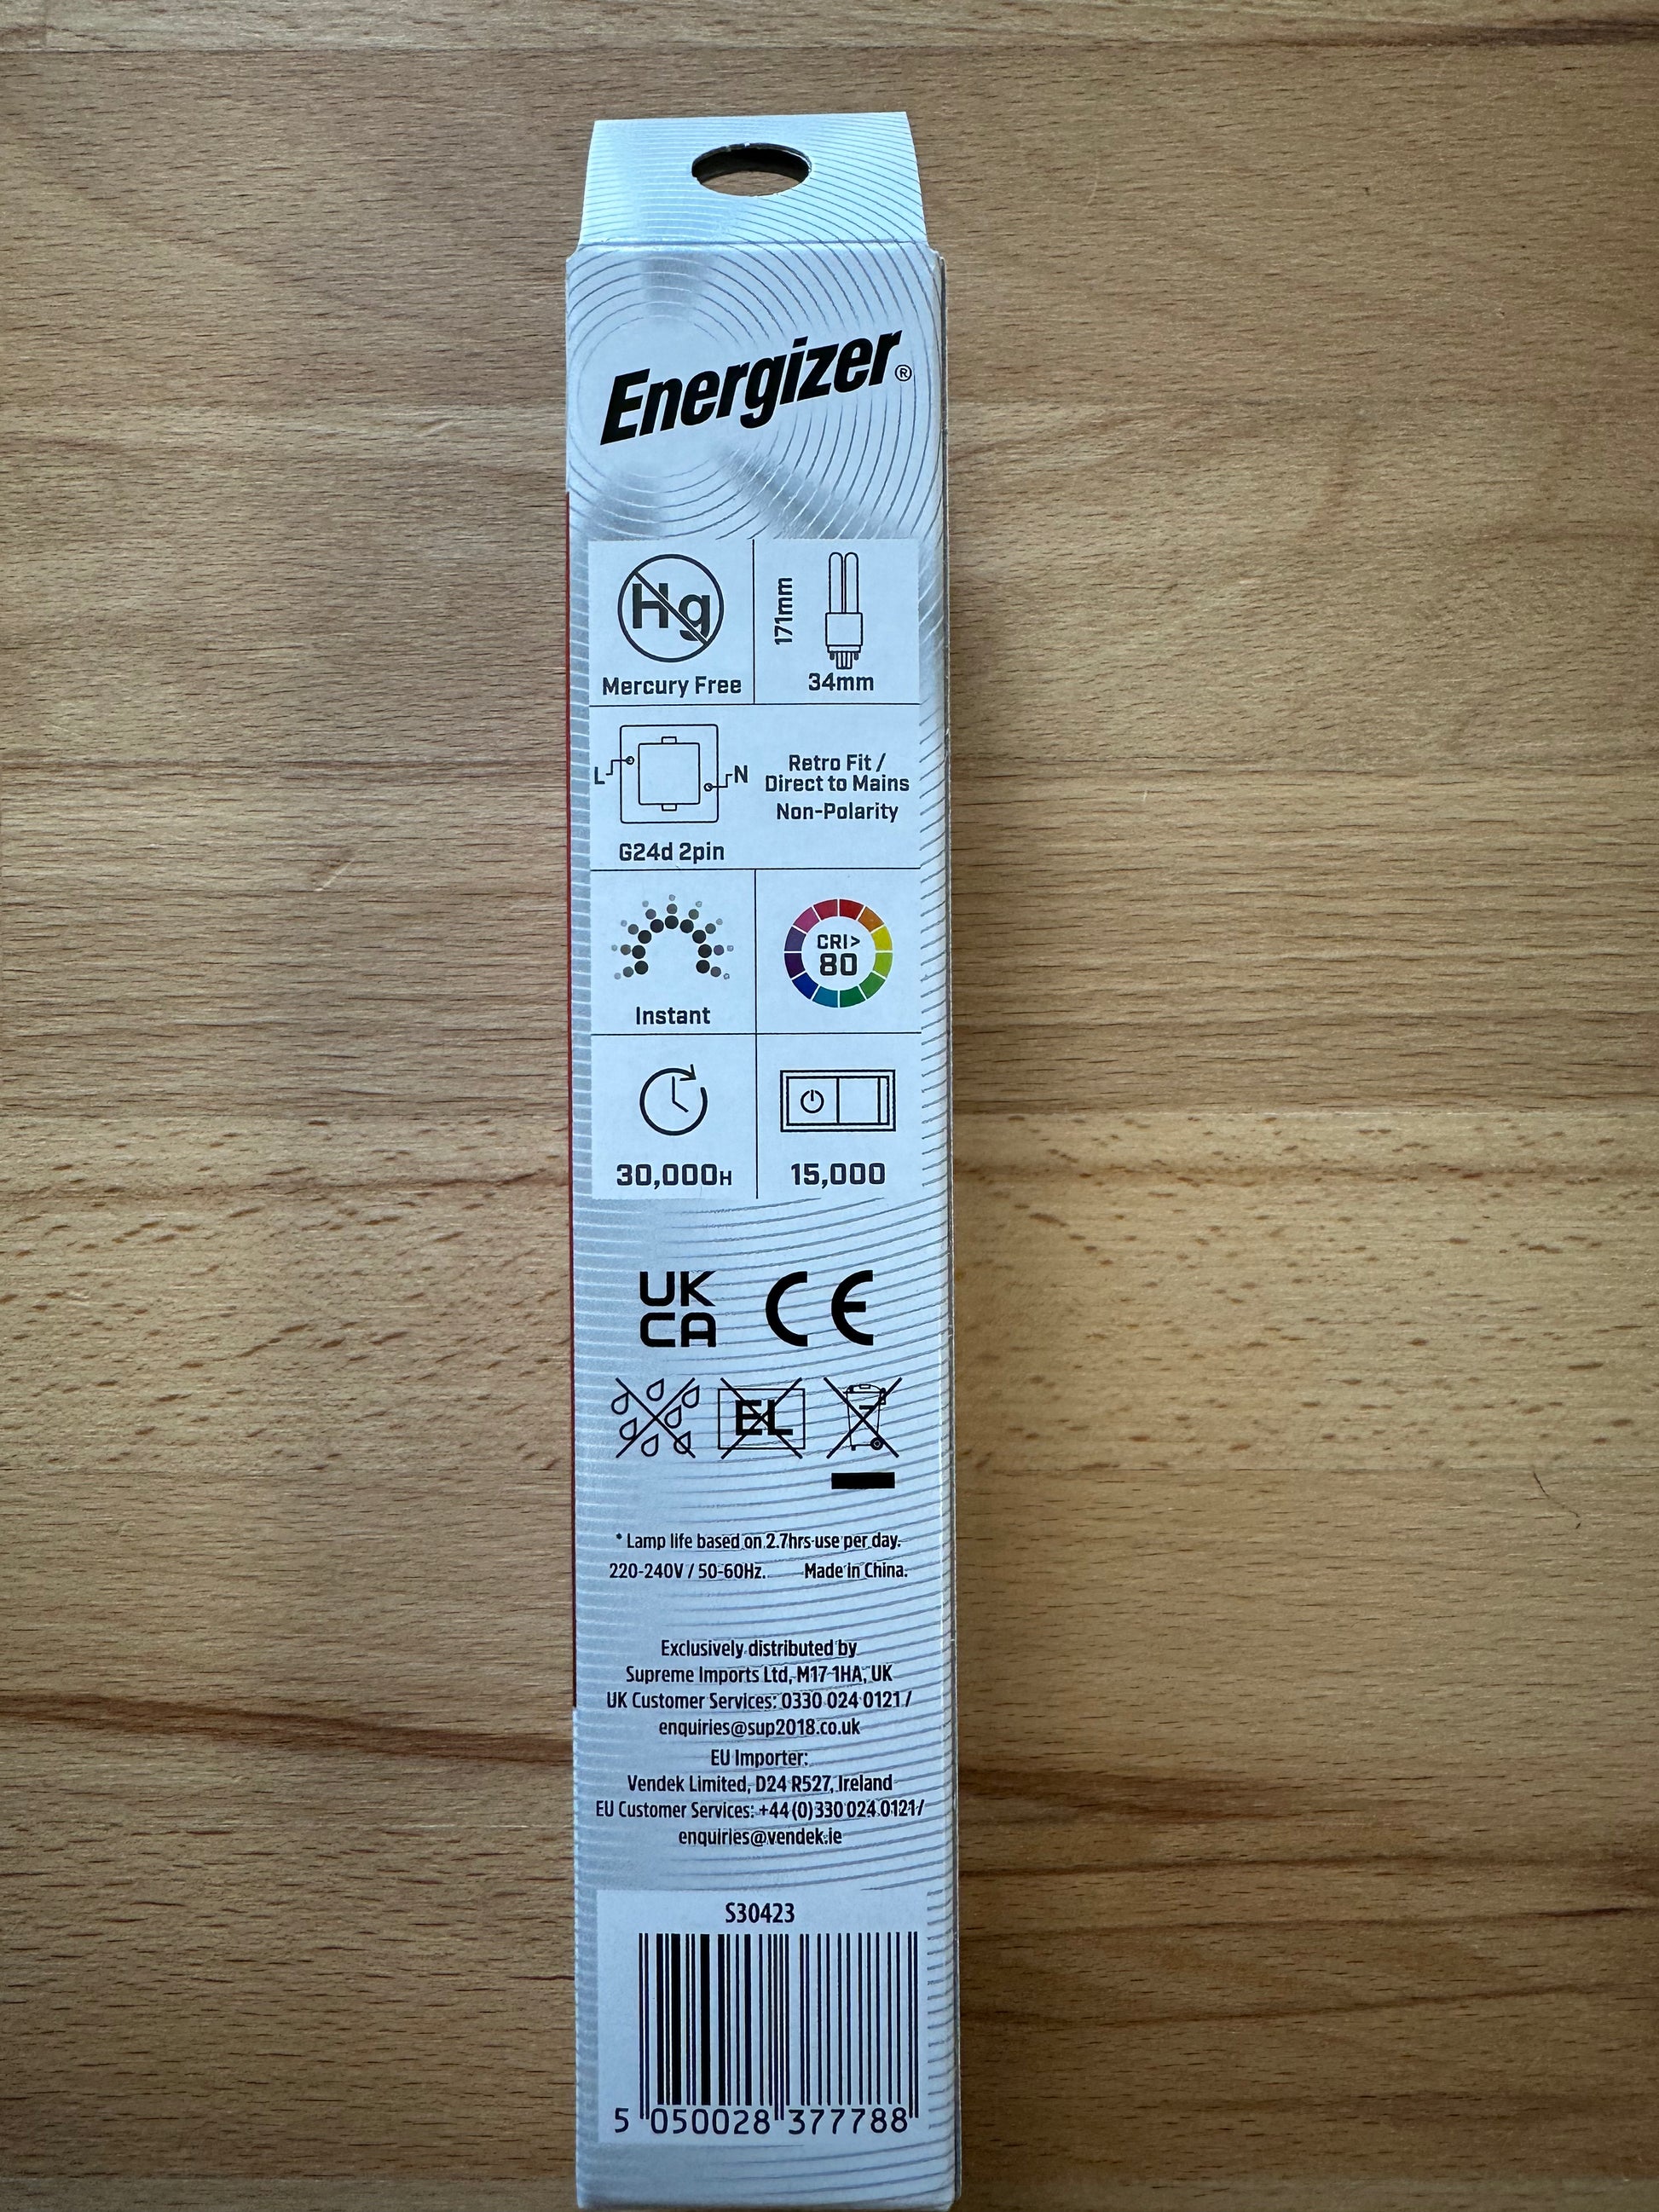 Energizer®
Hg
Mercury Free
171mm
34mm
L
N
Retro Fit /
Direct to Mains
Non-Polarity
G24d 2pin
Instant
CRI>
80
30,000H
15,000
UK
CA
CE
EL
* Lamp life based on 2.7hrs use per day.
220-240V / 50-60Hz. Made in China.
Exclusively distributed by
Supreme Imports Ltd, M17 1HA, UK
UK Customer Services: 0330 024 0121 /
enquiries@sup2018.co.uk
EU Importer:
Vendek Limited, D24 R527, Ireland
EU Customer Services: +44 (0) 330 024 0121 /
enquiries@vendek.ie
S30423
5 050028 377788